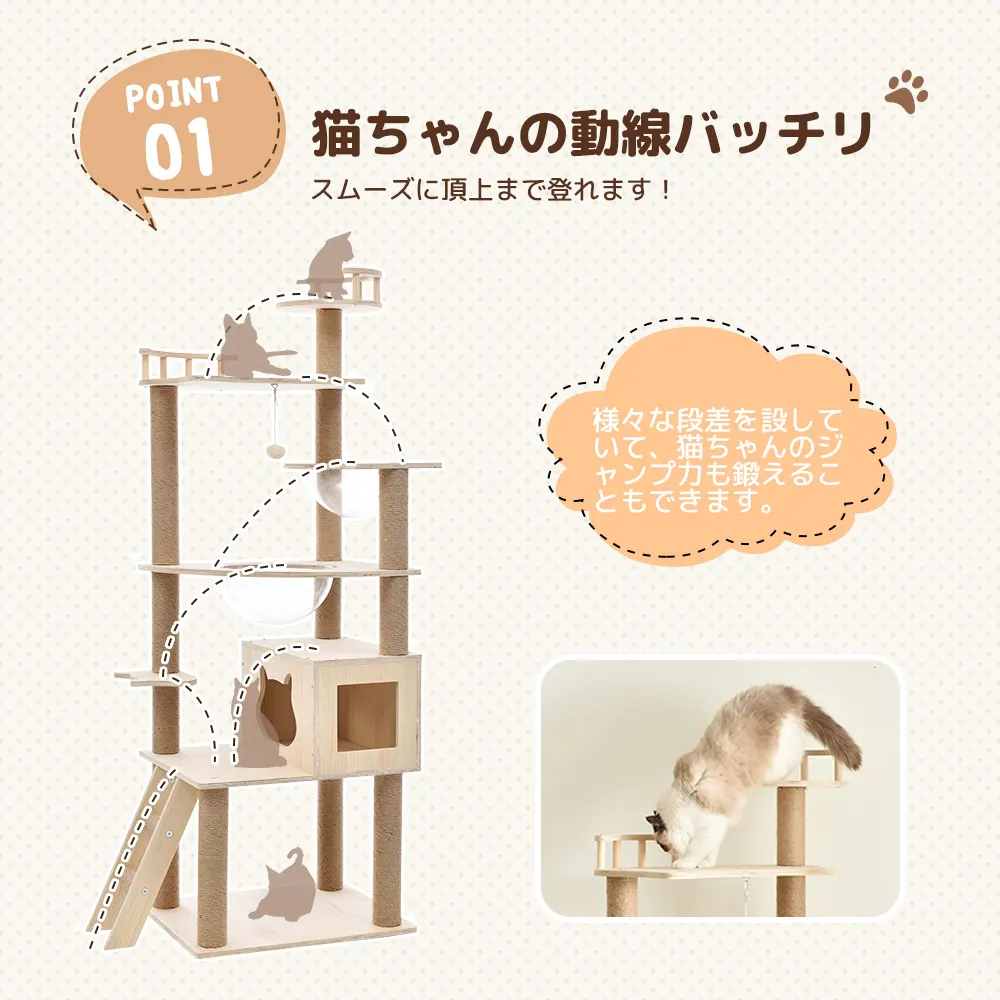 POINT
01
猫ちゃんの動線バッチリ
スムーズに頂上まで登れます！
様々な段差を設して
いて、猫ちゃんのジ
ャンプ力も鍛えるこ
ともできます。